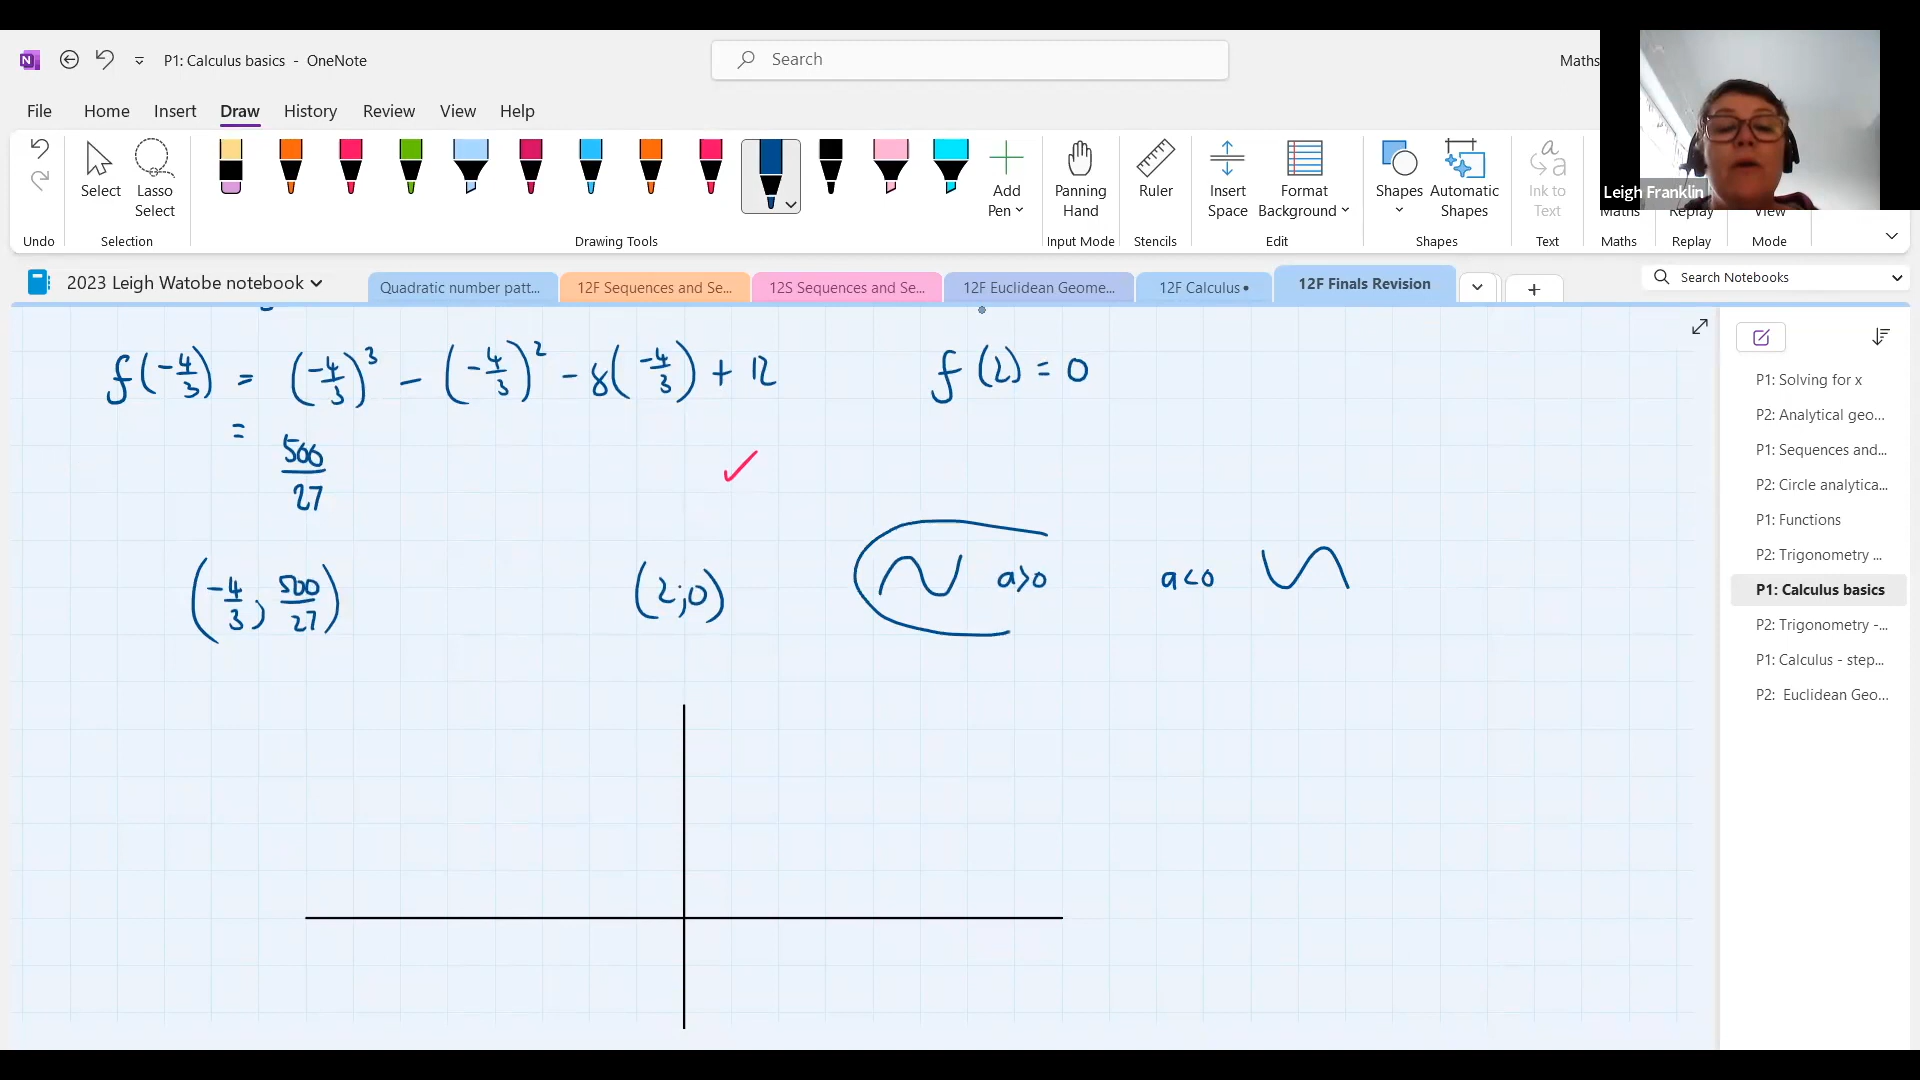 P1: Calculus basics - OneNote
Search
Maths
File Home Insert Draw History Review View Help
Select
Lasso Select
Add Pen
Panning Hand
Ruler
Insert Space
Format Background
Shapes
Automatic Shapes
Ink to Text
Maths
Replay
View
Leigh Franklin
Undo
Selection
Drawing Tools
Input Mode
Stencils
Edit
Shapes
Text
Maths
Replay
Mode
2023 Leigh Watobe notebook
Quadratic number patt...
12F Sequences and Se...
12S Sequences and Se...
12F Euclidean Geome...
12F Calculus
12F Finals Revision
Search Notebooks
f(-4/3) = (-4/3)^3 - (-4/3)^2 - 8(-4/3) + 12
f(2) = 0
= 500/27
(-4/3; 500/27)
(2;0)
a>0
a<0
P1: Solving for x
P2: Analytical geo...
P1: Sequences and...
P2: Circle analytica...
P1: Functions
P2: Trigonometry ...
P1: Calculus basics
P2: Trigonometry -...
P1: Calculus - step...
P2: Euclidean Geo...